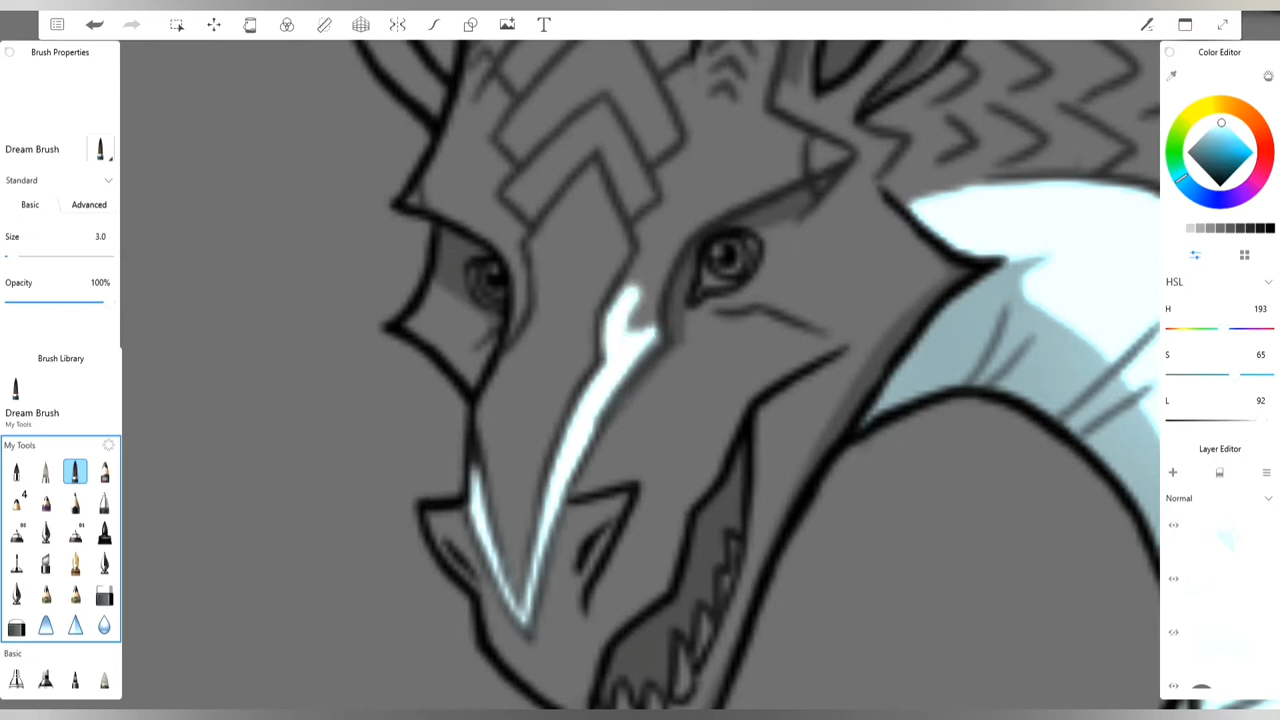 Brush Properties
Dream Brush
Standard
Basic Advanced
Size 3.0
Opacity 100%
Brush Library
Dream Brush
My Tools
My Tools
4
Basic
T
Color Editor
HSL
H 193
S 65
L 92
Layer Editor
Normal